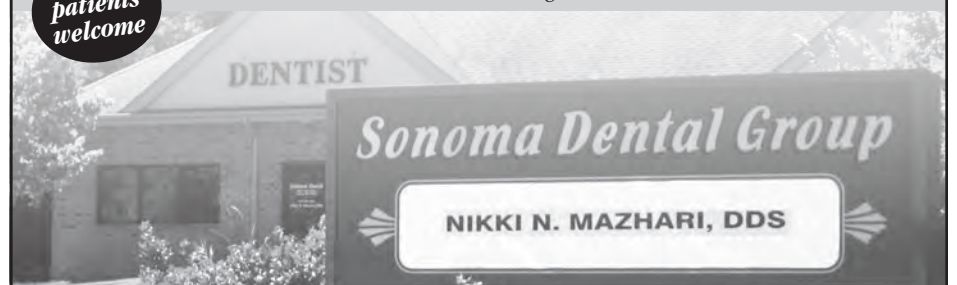 patients
welcome
DENTIST
Sonoma Dental Group
NIKKI N. MAZHARI, DDS